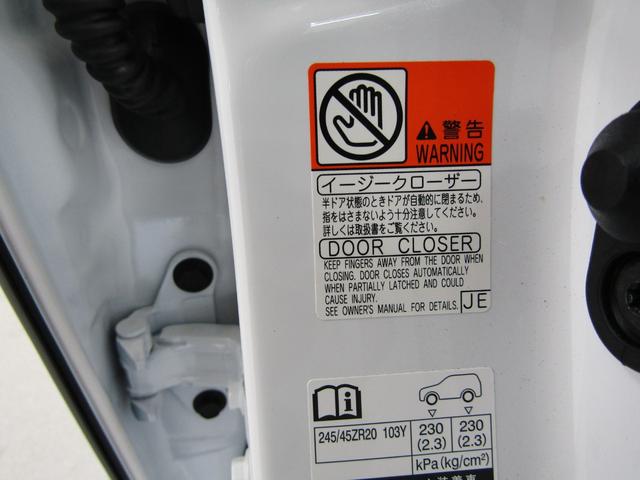 警告
WARNING
イージークローザー
半ドア状態のときドアが自動的に閉まるため、
指をはさまないよう十分注意してください。
詳しくは取扱書をご覧ください。
DOOR CLOSER
KEEP FINGERS AWAY FROM THE DOOR WHEN
CLOSING. DOOR CLOSES AUTOMATICALLY
WHEN PARTIALLY LATCHED AND COULD
CAUSE INJURY.
SEE OWNER'S MANUAL FOR DETAILS.
JE
245/45ZR20 103Y 230 (2.3) 230 (2.3)
kPa(kg/cm²)